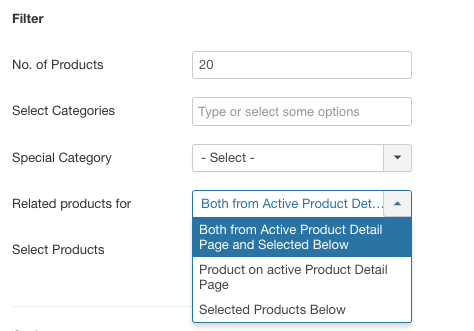 Filter
No. of Products
20
Select Categories
Type or select some options
Special Category
- Select -
Related products for
Both from Active Product Det...
Both from Active Product Detail
Page and Selected Below
Select Products
Product on active Product Detail
Page
Selected Products Below